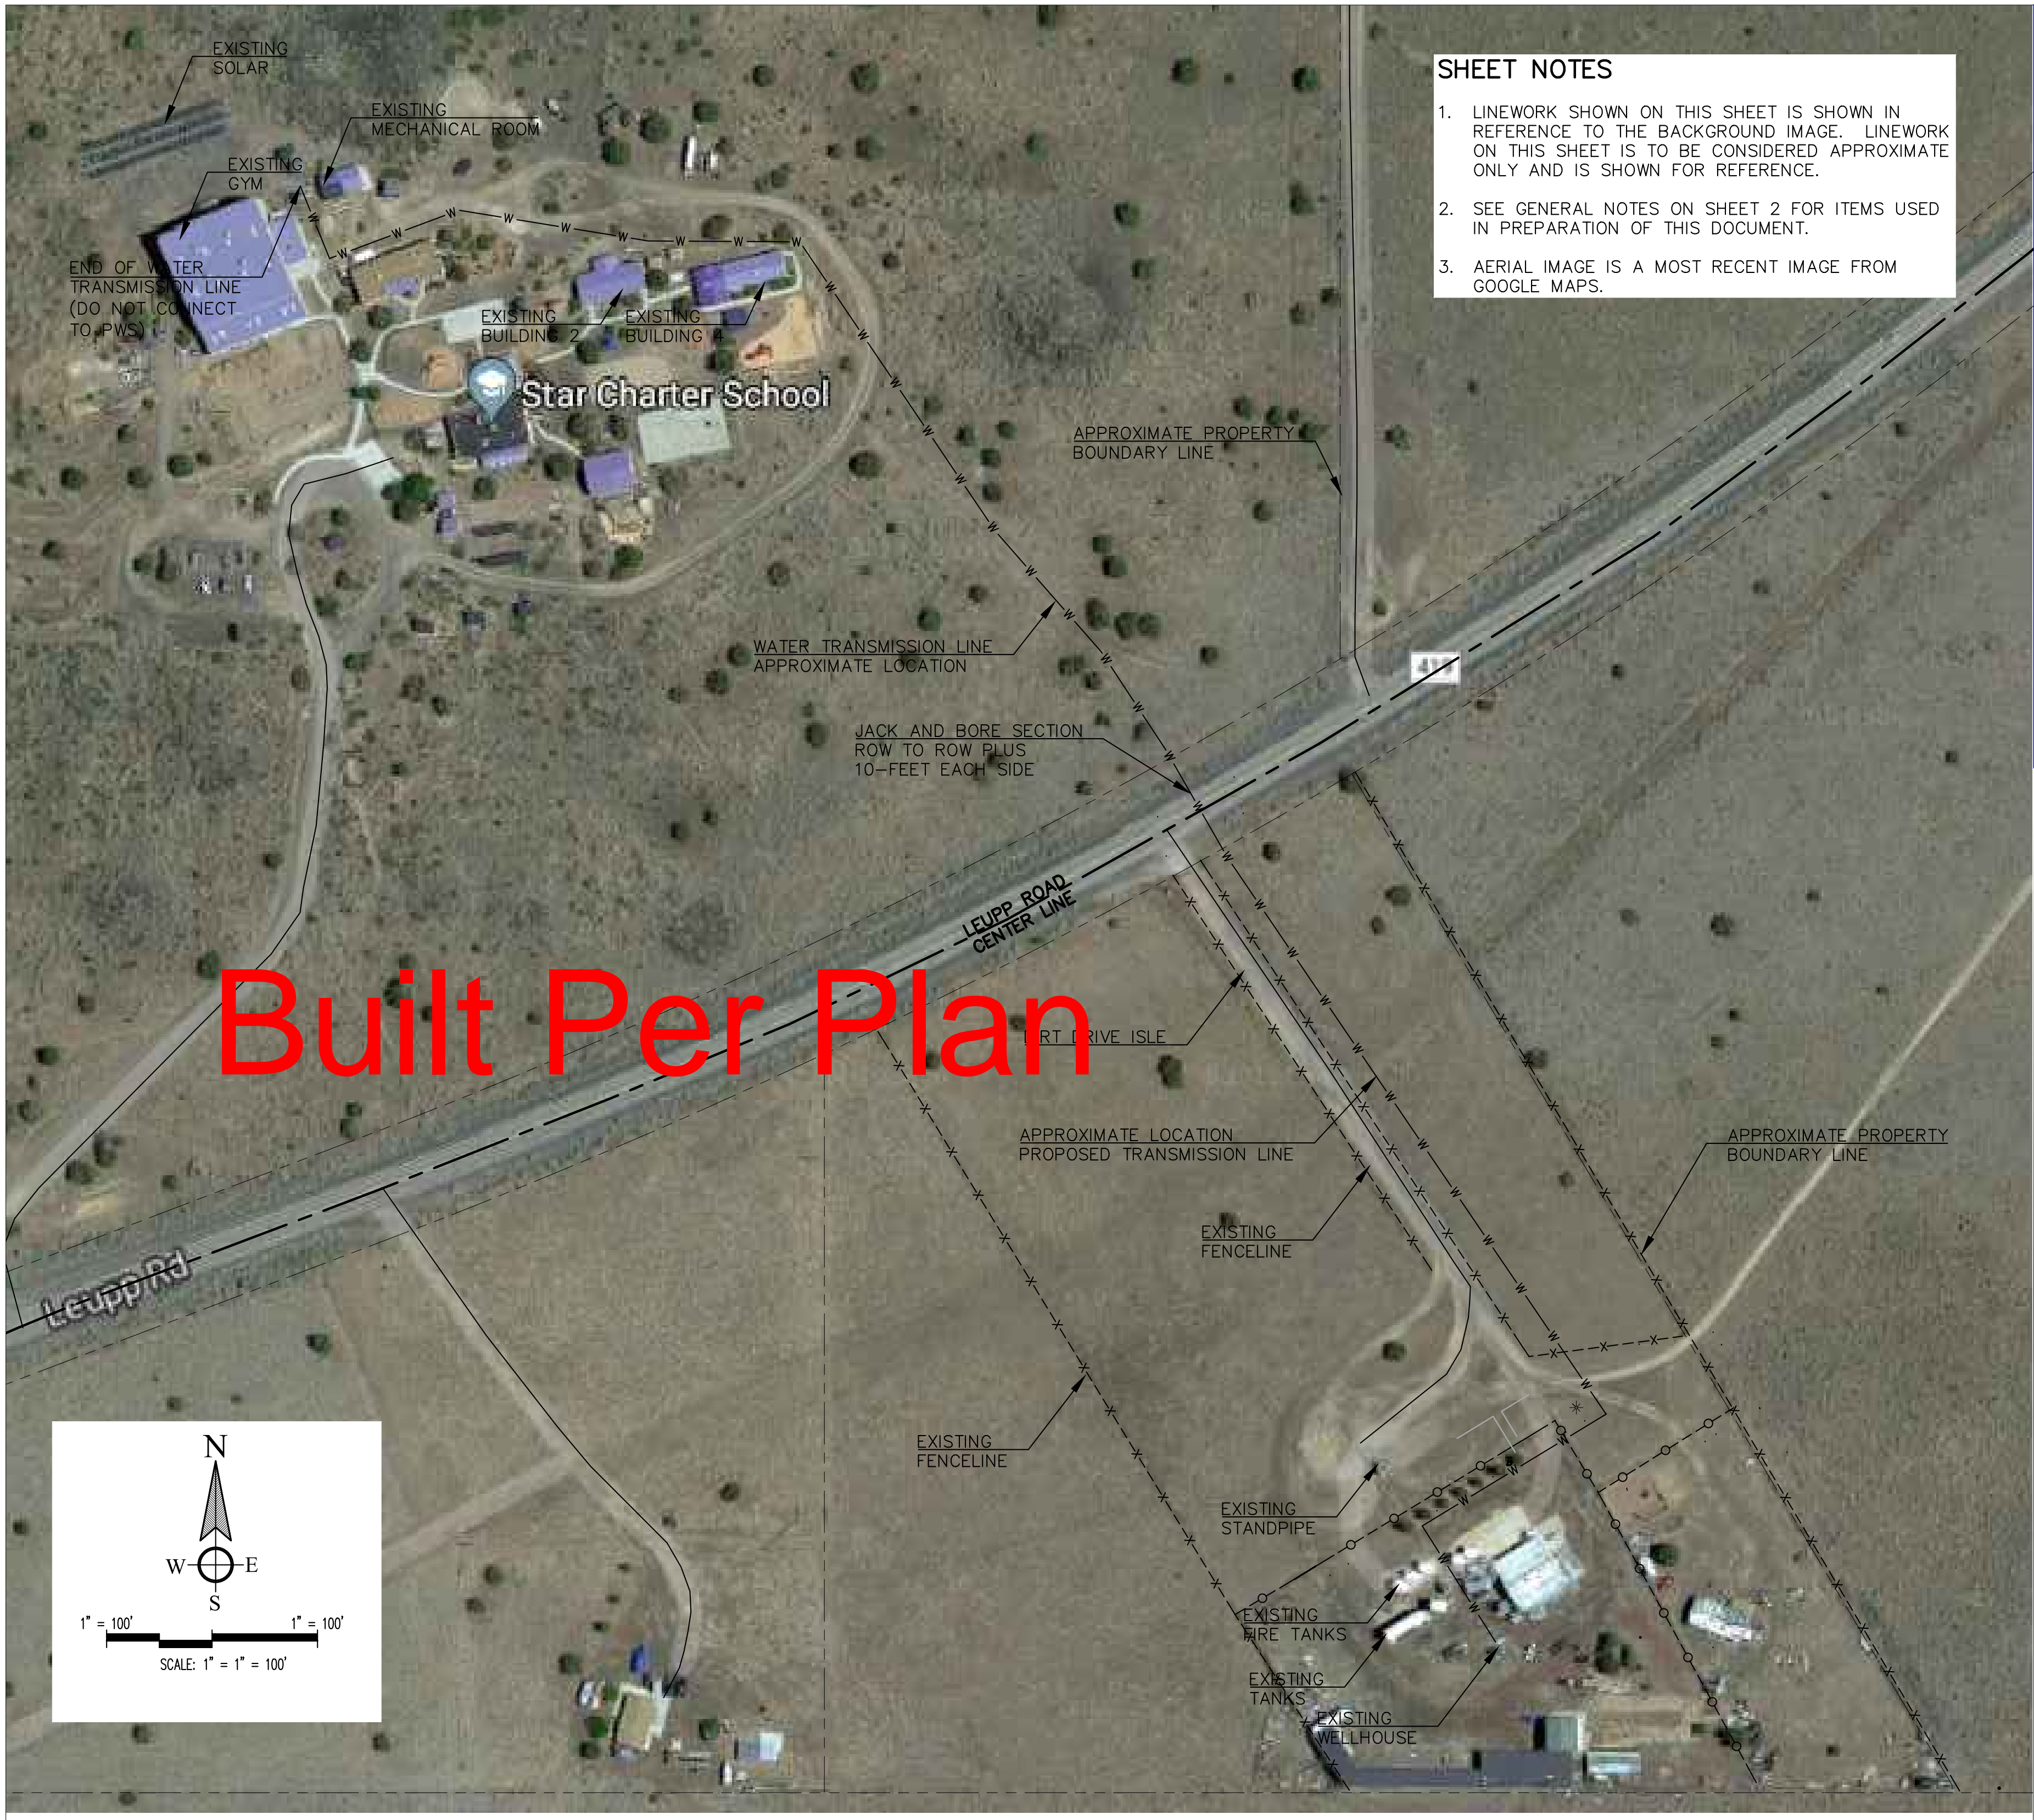 EXISTING
SOLAR
EXISTING
MECHANICAL ROOM
EXISTING
GYM
END OF WATER
TRANSMISSION LINE
(DO NOT CONNECT
TO PWS)
EXISTING
BUILDING 2
EXISTING
BUILDING 4
Star Charter School
SHEET NOTES
1. LINEWORK SHOWN ON THIS SHEET IS SHOWN IN
REFERENCE TO THE BACKGROUND IMAGE. LINEWORK
ON THIS SHEET IS TO BE CONSIDERED APPROXIMATE
ONLY AND IS SHOWN FOR REFERENCE.
2. SEE GENERAL NOTES ON SHEET 2 FOR ITEMS USED
IN PREPARATION OF THIS DOCUMENT.
3. AERIAL IMAGE IS A MOST RECENT IMAGE FROM
GOOGLE MAPS.
APPROXIMATE PROPERTY
BOUNDARY LINE
WATER TRANSMISSION LINE
APPROXIMATE LOCATION
JACK AND BORE SECTION
ROW TO ROW PLUS
10-FEET EACH SIDE
LEUPP ROAD
CENTER LINE
Built Per Plan
DIRT DRIVE ISLE
APPROXIMATE LOCATION
PROPOSED TRANSMISSION LINE
APPROXIMATE PROPERTY
BOUNDARY LINE
EXISTING
FENCELINE
Leupp Rd
EXISTING
FENCELINE
EXISTING
STANDPIPE
EXISTING
FIRE TANKS
EXISTING
TANKS
EXISTING
WELLHOUSE
N
W E
S
1" = 100' 1" = 100'
SCALE: 1" = 1" = 100'